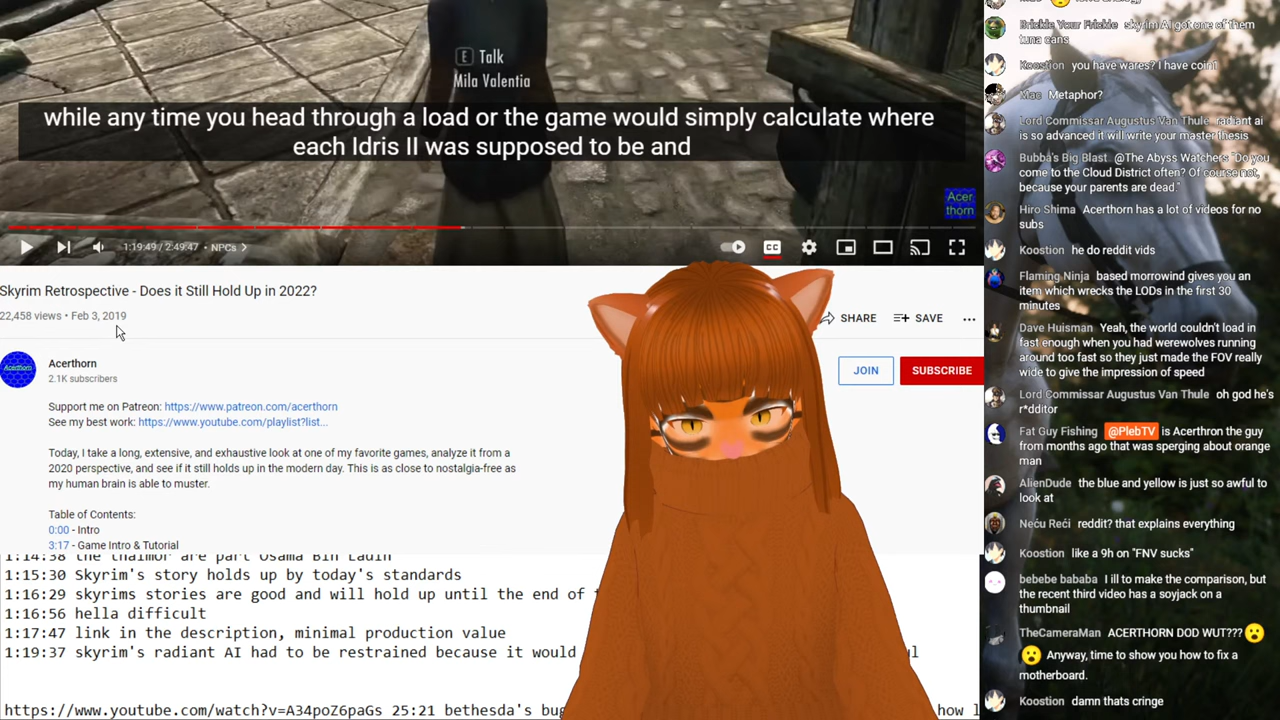 E Talk
Mila Valentia
while any time you head through a load or the game would simply calculate where
each Idris II was supposed to be and
Acer
thorn
1:19:49 / 2:49:47 • NPCs
CC
Skyrim Retrospective - Does it Still Hold Up in 2022?
22,458 views • Feb 3, 2019
SHARE
SAVE
Acerthorn
Acerthorn
2.1K subscribers
JOIN
SUBSCRIBE
Support me on Patreon: https://www.patreon.com/acerthorn
See my best work: https://www.youtube.com/playlist?list...
Today, I take a long, extensive, and exhaustive look at one of my favorite games, analyze it from a
2020 perspective, and see if it still holds up in the modern day. This is as close to nostalgia-free as
my human brain is able to muster.
Table of Contents:
0:00 - Intro
3:17 - Game Intro & Tutorial
1:14:38 the thalmor are part Osama Bin Ladin
1:15:30 Skyrim's story holds up by today's standards
1:16:29 skyrims stories are good and will hold up until the end of
1:16:56 hella difficult
1:17:47 link in the description, minimal production value
1:19:37 skyrim's radiant AI had to be restrained because it would
https://www.youtube.com/watch?v=A34poZ6paGs 25:21 bethesda's bug
how l
Brickie Your Frickie skyrim AI got one of them
tuna cans
Koostion you have wares? I have coin
Mac Metaphor?
Lord Commissar Augustus Van Thule radiant ai
is so advanced it will write your master thesis
Bubba's Big Blast @The Abyss Watchers "Do you
come to the Cloud District often? Of course not,
because your parents are dead."
Hiro Shima Acerthorn has a lot of videos for no
subs
Koostion he do reddit vids
Flaming Ninja based morrowind gives you an
item which wrecks the LODs in the first 30
minutes
Dave Huisman Yeah, the world couldn't load in
fast enough when you had werewolves running
around too fast so they just made the FOV really
wide to give the impression of speed
Lord Commissar Augustus Van Thule oh god he's
r*dditor
Fat Guy Fishing @PlebTV is Acerthron the guy
from months ago that was sperging about orange
man
AlienDude the blue and yellow is just so awful to
look at
Neću Reći reddit? that explains everything
Koostion like a 9h on "FNV sucks"
bebebe bababa I ill to make the comparison, but
the recent third video has a soyjack on a
thumbnail
TheCameraMan ACERTHORN DOD WUT???
Anyway, time to show you how to fix a
motherboard.
Koostion damn thats cringe